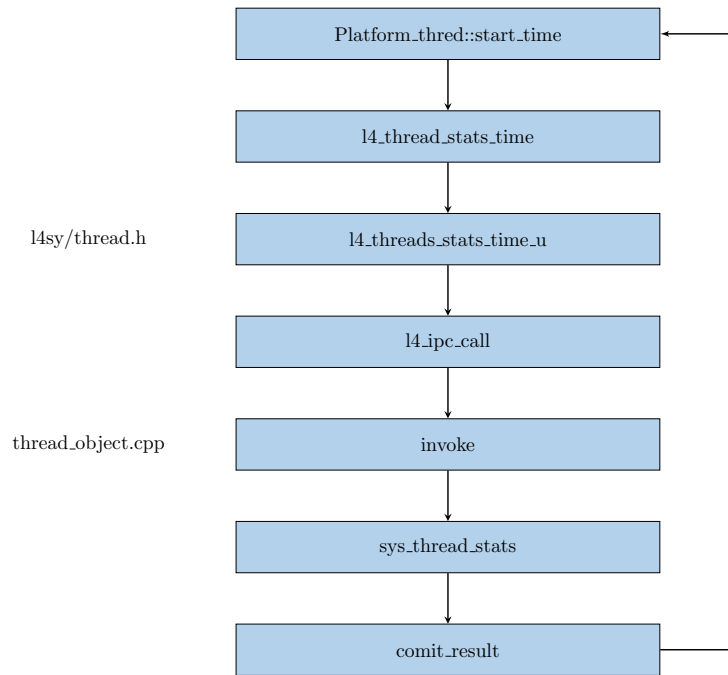 Platform_thred::start_time
l4_thread_stats_time
l4sy/thread.h
l4_threads_stats_time_u
l4_ipc_call
thread_object.cpp
invoke
sys_thread_stats
comit_result